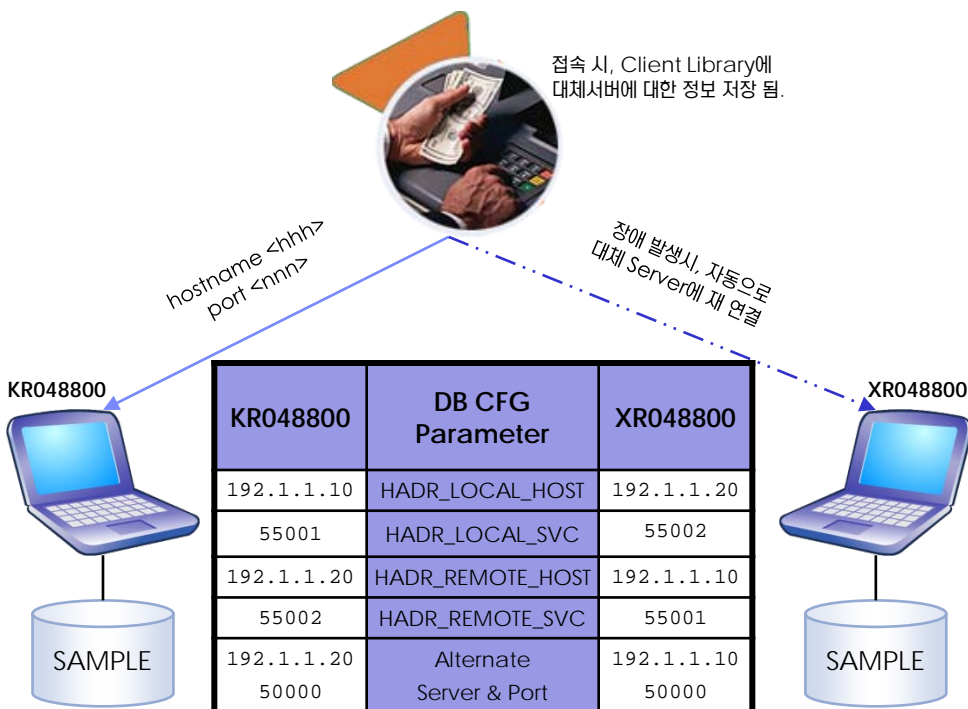 접속 시, Client Library에
대체서버에 대한 정보 저장 됨.
hostname <hhh>
port <nnn>
장애 발생시, 자동으로
대체 Server에 재 연결
KR048800
XR048800
KR048800 DB CFG Parameter XR048800
192.1.1.10 HADR_LOCAL_HOST 192.1.1.20
55001 HADR_LOCAL_SVC 55002
192.1.1.20 HADR_REMOTE_HOST 192.1.1.10
55002 HADR_REMOTE_SVC 55001
192.1.1.20 Alternate 192.1.1.10
50000 Server & Port 50000
SAMPLE
SAMPLE